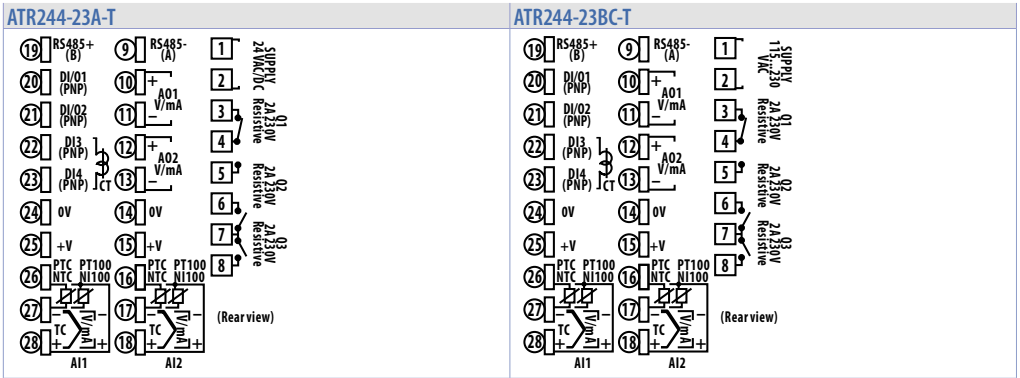 ATR244-23A-T
19 RS485+ (B) 9 RS485- (A) 1
SUPPLY 24VAC/DC
20 DI/O1 (PNP) 10 + 2
AO1 V/mA
21 DI/O2 (PNP) 11 - 3
Q1 2A 230V Resistive
22 DI3 (PNP) 12 + 4
AO2 V/mA
23 DI4 (PNP) CT 13 - 5
Q2 2A 230V Resistive
24 0V 14 0V 6
25 +V 15 +V 7
Q3 2A 230V Resistive
26 PTC NTC PT100 NI100 16 PTC NTC PT100 NI100 8
27 - - 17 - -
TC V/mA TC V/mA
(Rear view)
28 + + 18 + +
AI1 AI2
ATR244-23BC-T
19 RS485+ (B) 9 RS485- (A) 1
SUPPLY 115...230 VAC
20 DI/O1 (PNP) 10 + 2
AO1 V/mA
21 DI/O2 (PNP) 11 - 3
Q1 2A 230V Resistive
22 DI3 (PNP) 12 + 4
AO2 V/mA
23 DI4 (PNP) CT 13 - 5
Q2 2A 230V Resistive
24 0V 14 0V 6
25 +V 15 +V 7
Q3 2A 230V Resistive
26 PTC NTC PT100 NI100 16 PTC NTC PT100 NI100 8
27 - - 17 - -
TC V/mA TC V/mA
(Rear view)
28 + + 18 + +
AI1 AI2